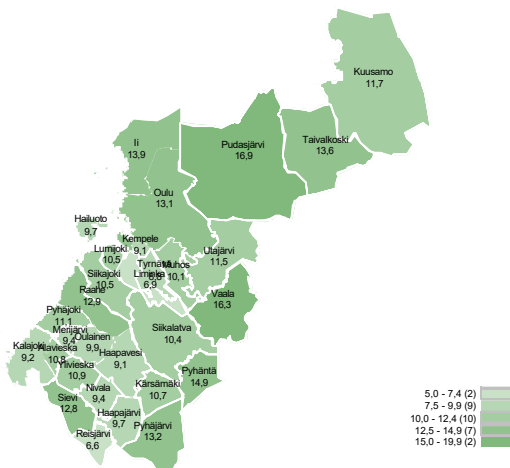 Kuusamo
11,7
Taivalkoski
13,6
Pudasjärvi
16,9
Ii
13,9
Oulu
13,1
Hailuoto
9,7
Kempele
9,1
Lumijoki
10,5
Tyrnävä
Liminka
6,9
Muhos
10,1
Utajärvi
11,5
Siikajoki
10,5
Raahe
12,9
Vaala
16,3
Pyhäjoki
11,1
Merijärvi
9,4
Oulainen
9,9
Siikalatva
10,4
Kalajoki
9,2
Alavieska
10,8
Haapavesi
9,1
Ylivieska
10,9
Pyhäntä
14,9
Nivala
9,4
Kärsämäki
10,7
Sievi
12,8
Haapajärvi
9,7
Pyhäjärvi
13,2
Reisjärvi
6,6
5,0 - 7,4 (2)
7,5 - 9,9 (9)
10,0 - 12,4 (10)
12,5 - 14,9 (7)
15,0 - 19,9 (2)